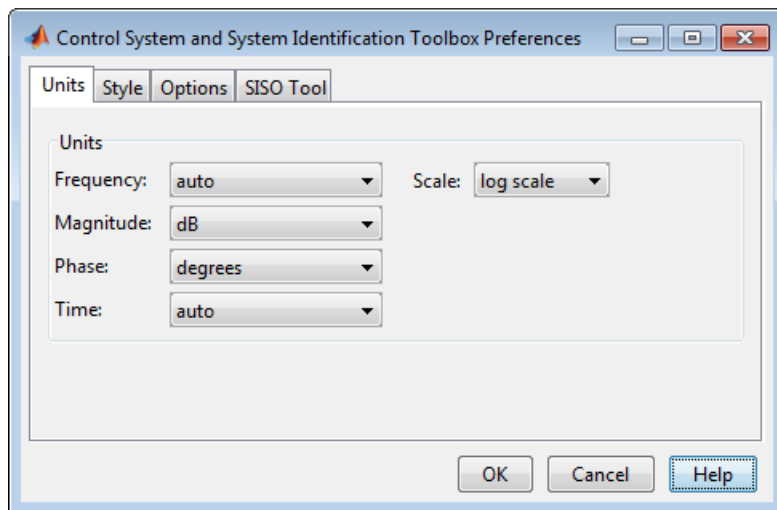 Control System and System Identification Toolbox Preferences
Units Style Options SISO Tool
Units
Frequency: auto Scale: log scale
Magnitude: dB
Phase: degrees
Time: auto
OK Cancel Help